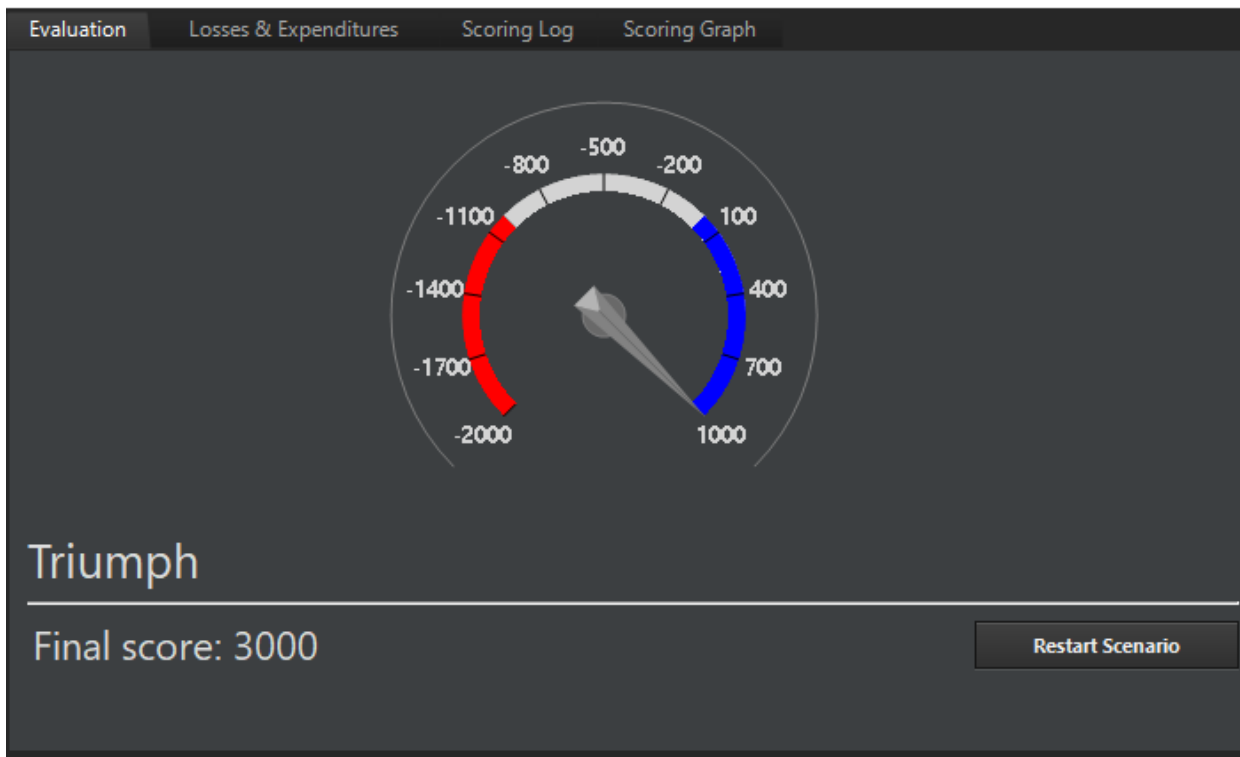 Evaluation Losses & Expenditures Scoring Log Scoring Graph
-500
-800 -200
-1100 100
-1400 400
-1700 700
-2000 1000
Triumph
Final score: 3000 Restart Scenario